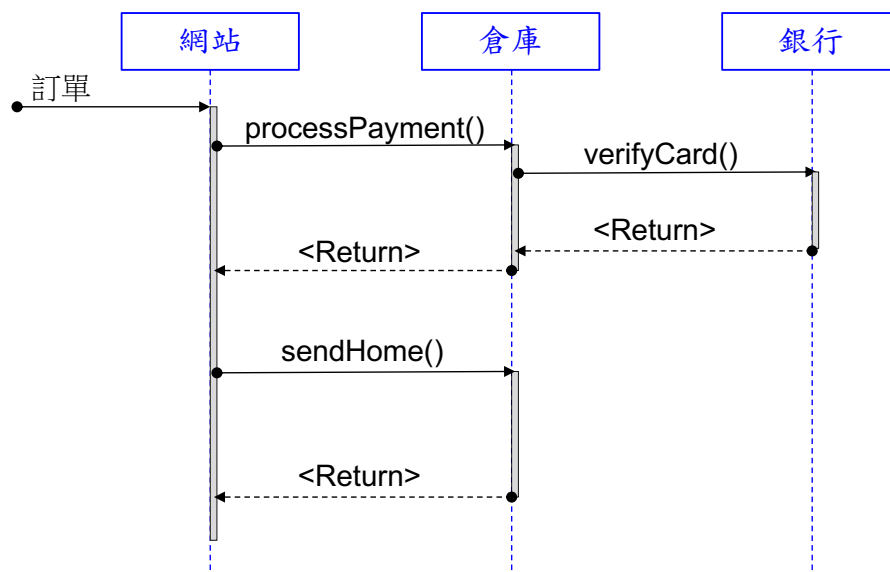 網站
倉庫
銀行
訂單
processPayment()
verifyCard()
<Return>
<Return>
sendHome()
<Return>